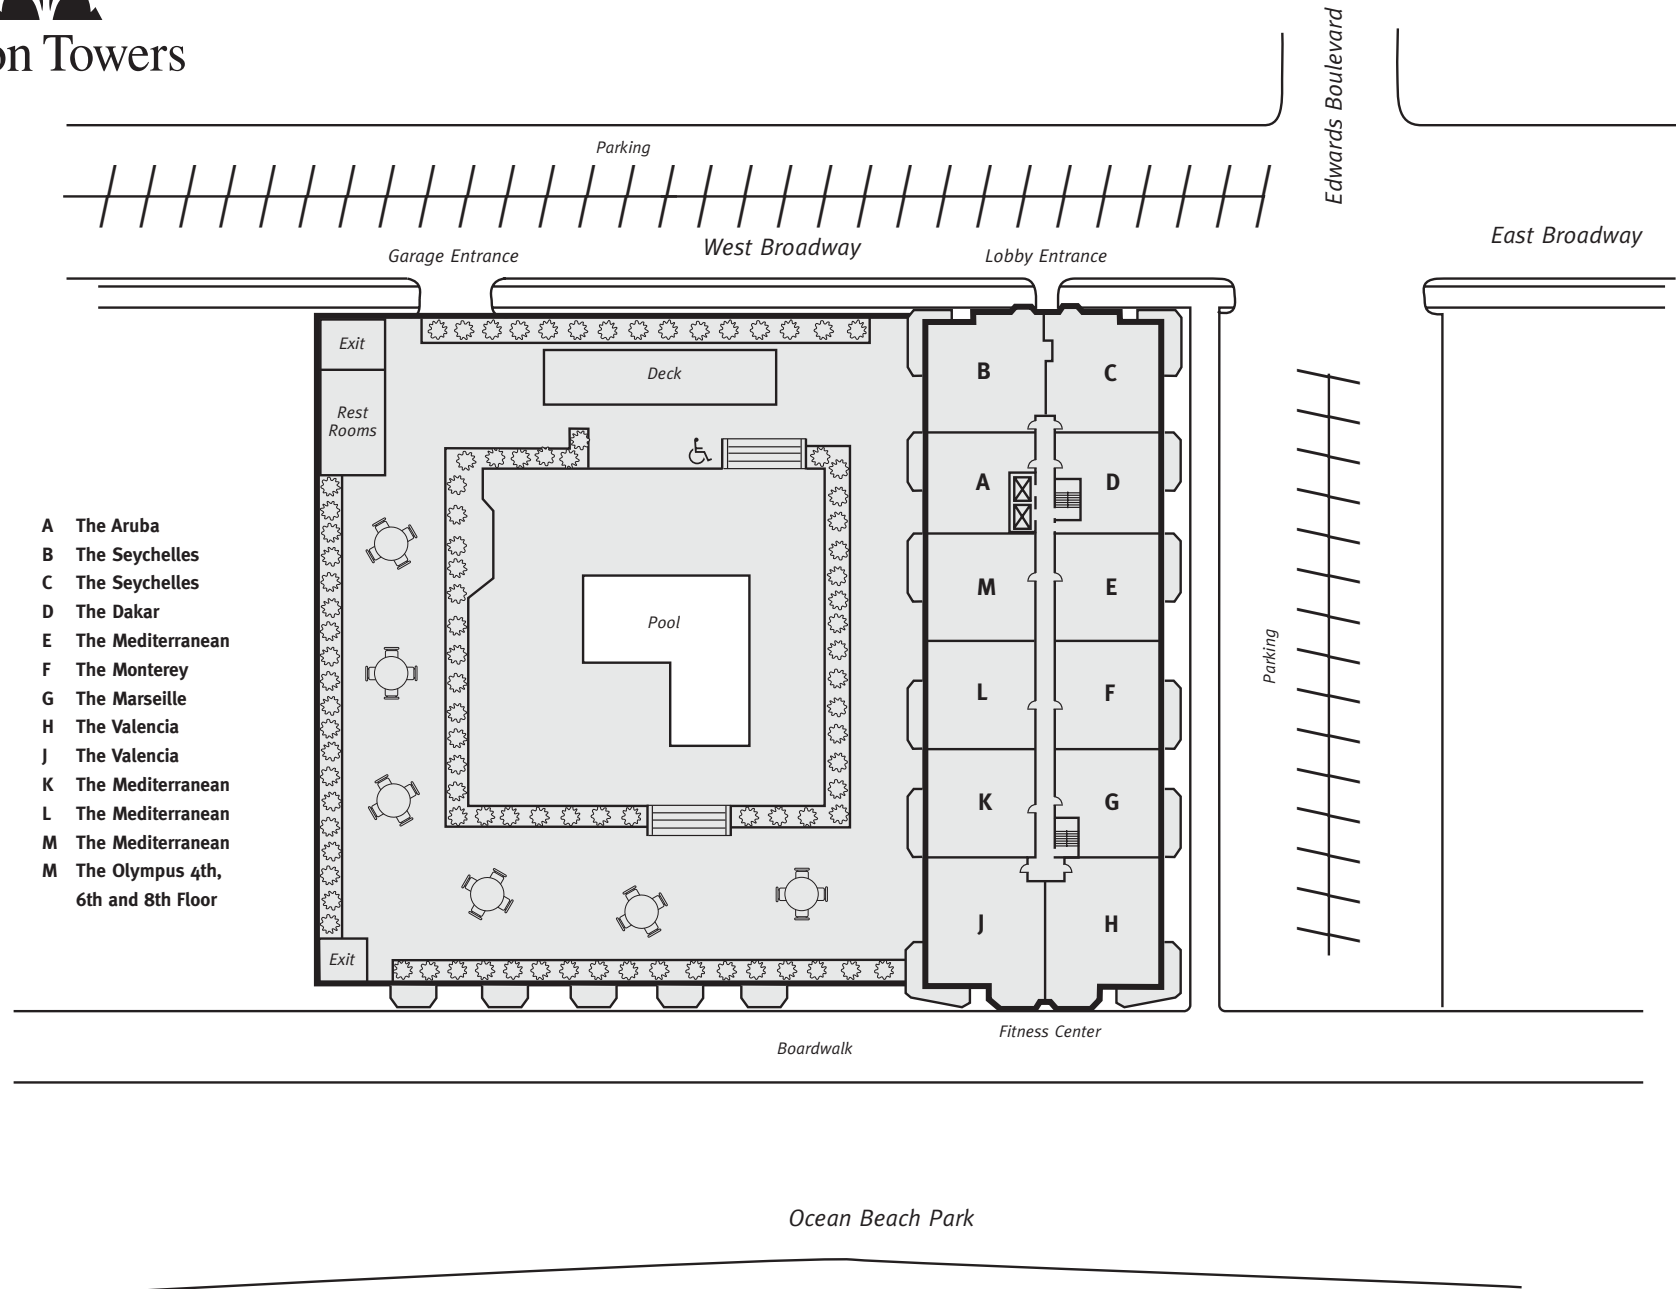 Towers
Edwards Boulevard
Parking
West Broadway
East Broadway
Garage Entrance
Lobby Entrance
Exit
Deck
Rest
Rooms
B
C
A
D
M
E
Pool
L
F
Parking
K
G
J
H
A The Aruba
B The Seychelles
C The Seychelles
D The Dakar
E The Mediterranean
F The Monterey
G The Marseille
H The Valencia
J The Valencia
K The Mediterranean
L The Mediterranean
M The Mediterranean
M The Olympus 4th,
6th and 8th Floor
Exit
Fitness Center
Boardwalk
Ocean Beach Park